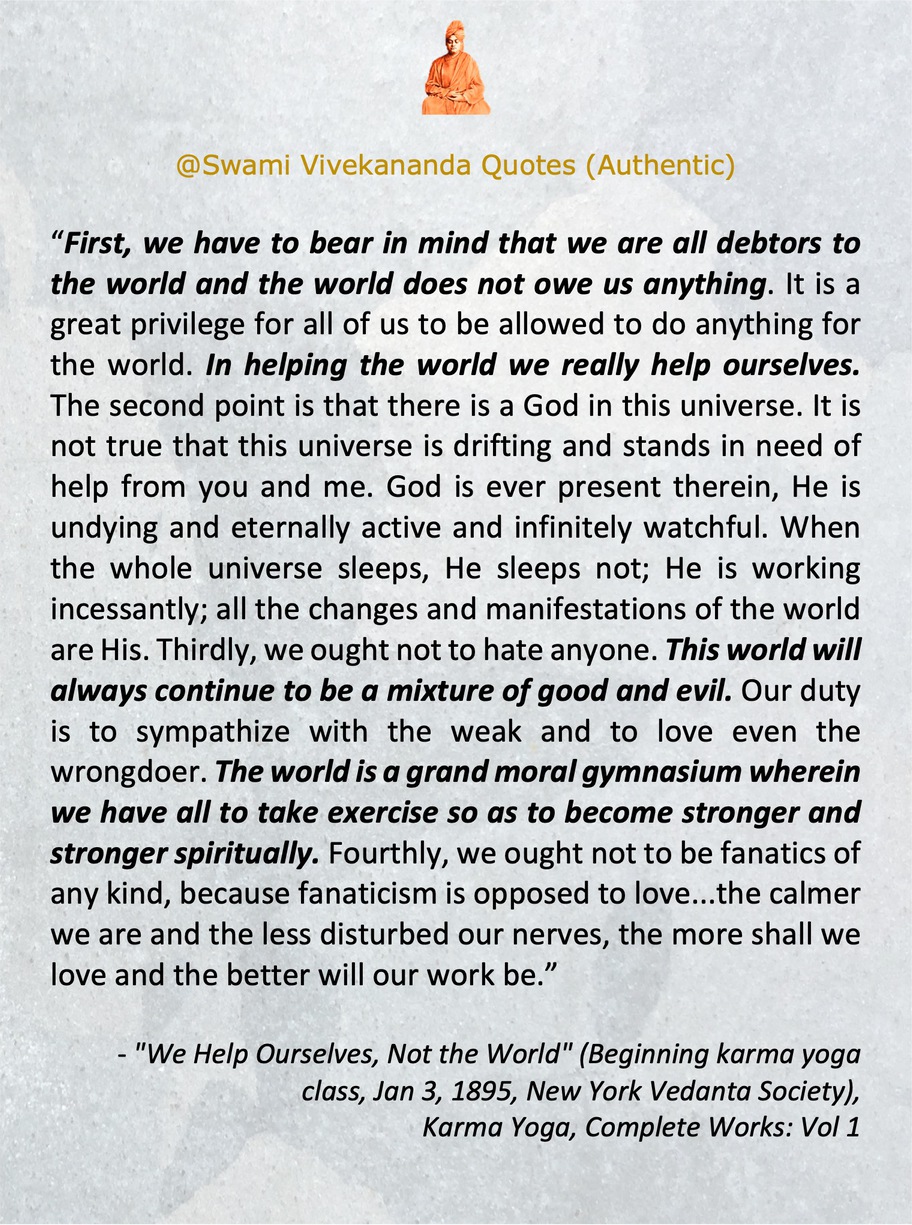 @Swami Vivekananda Quotes (Authentic)
“First, we have to bear in mind that we are all debtors to
the world and the world does not owe us anything. It is a
great privilege for all of us to be allowed to do anything for
the world. In helping the world we really help ourselves.
The second point is that there is a God in this universe. It is
not true that this universe is drifting and stands in need of
help from you and me. God is ever present therein, He is
undying and eternally active and infinitely watchful. When
the whole universe sleeps, He sleeps not; He is working
incessantly; all the changes and manifestations of the world
are His. Thirdly, we ought not to hate anyone. This world will
always continue to be a mixture of good and evil. Our duty
is to sympathize with the weak and to love even the
wrongdoer. The world is a grand moral gymnasium wherein
we have all to take exercise so as to become stronger and
stronger spiritually. Fourthly, we ought not to be fanatics of
any kind, because fanaticism is opposed to love...the calmer
we are and the less disturbed our nerves, the more shall we
love and the better will our work be.”
- "We Help Ourselves, Not the World" (Beginning karma yoga
class, Jan 3, 1895, New York Vedanta Society),
Karma Yoga, Complete Works: Vol 1